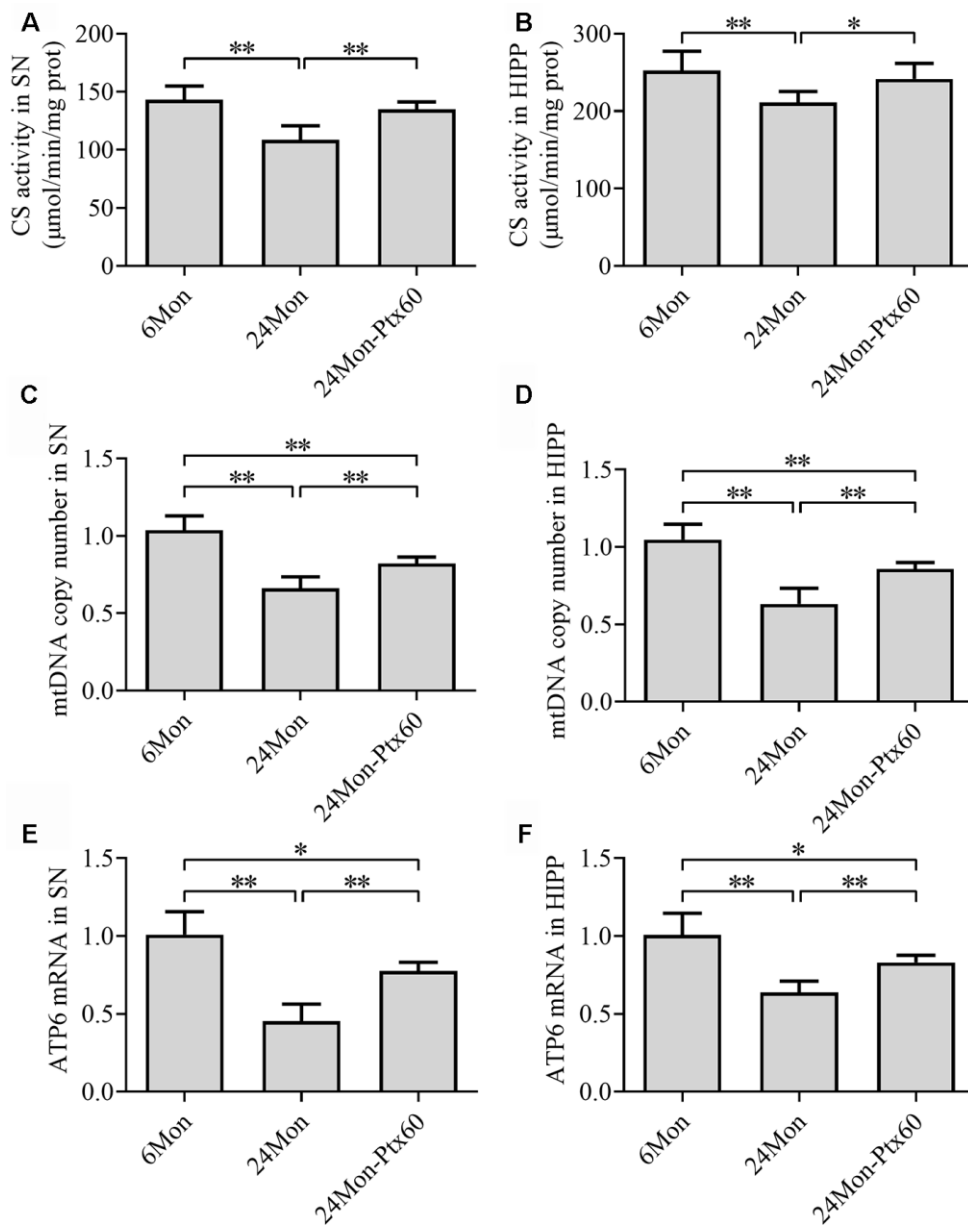 A
CS activity in SN
(μmol/min/mg prot)
200
150
100
50
0
** **
6Mon
24Mon
24Mon-Ptx60
B
CS activity in HIPP
(μmol/min/mg prot)
300
200
100
0
** *
6Mon
24Mon
24Mon-Ptx60
C
mtDNA copy number in SN
1.5
1.0
0.5
0.0
**
** **
6Mon
24Mon
24Mon-Ptx60
D
mtDNA copy number in HIPP
1.5
1.0
0.5
0.0
**
** **
6Mon
24Mon
24Mon-Ptx60
E
ATP6 mRNA in SN
1.5
1.0
0.5
0.0
*
** **
6Mon
24Mon
24Mon-Ptx60
F
ATP6 mRNA in HIPP
1.5
1.0
0.5
0.0
*
** **
6Mon
24Mon
24Mon-Ptx60